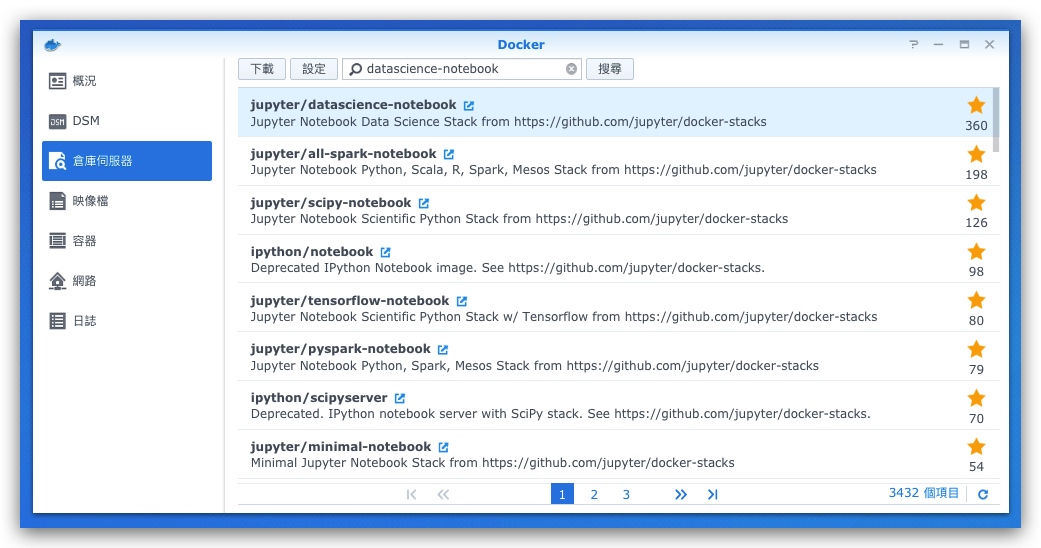 Docker
概況
DSM
DSM
倉庫伺服器
映像檔
容器
網路
日誌
下載 設定 datascience-notebook 搜尋
jupyter/datascience-notebook
Jupyter Notebook Data Science Stack from https://github.com/jupyter/docker-stacks
360
jupyter/all-spark-notebook
Jupyter Notebook Python, Scala, R, Spark, Mesos Stack from https://github.com/jupyter/docker-stacks
198
jupyter/scipy-notebook
Jupyter Notebook Scientific Python Stack from https://github.com/jupyter/docker-stacks
126
ipython/notebook
Deprecated IPython Notebook image. See https://github.com/jupyter/docker-stacks.
98
jupyter/tensorflow-notebook
Jupyter Notebook Scientific Python Stack w/ Tensorflow from https://github.com/jupyter/docker-stacks
80
jupyter/pyspark-notebook
Jupyter Notebook Python, Spark, Mesos Stack from https://github.com/jupyter/docker-stacks
79
ipython/scipyserver
Deprecated. IPython notebook server with SciPy stack. See https://github.com/jupyter/docker-stacks.
70
jupyter/minimal-notebook
Minimal Jupyter Notebook Stack from https://github.com/jupyter/docker-stacks
54
1 2 3 3432 個項目